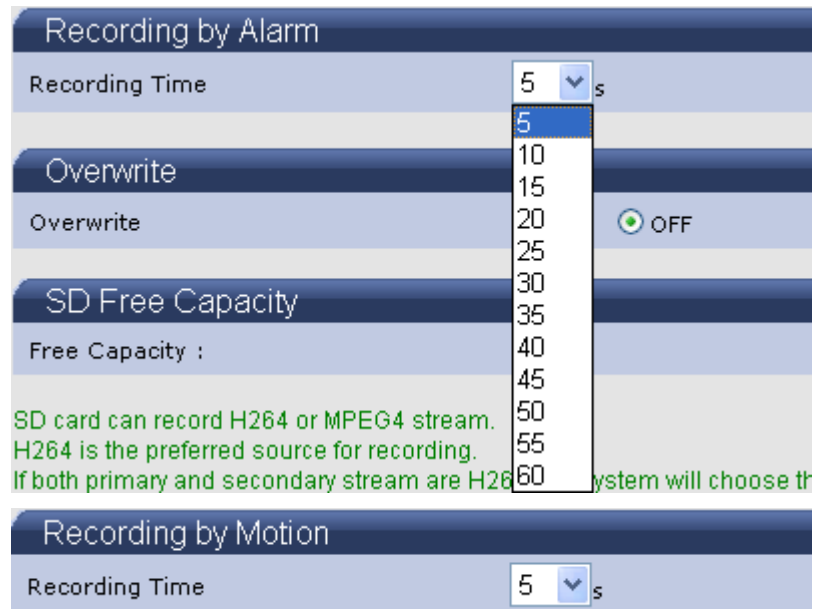 Recording by Alarm
Recording Time 5 s
5
10
15
20
25
30
35
40
45
50
55
60
Overwrite
Overwrite OFF
SD Free Capacity
Free Capacity :
SD card can record H264 or MPEG4 stream.
H264 is the preferred source for recording.
If both primary and secondary stream are H26 ystem will choose th
Recording by Motion
Recording Time 5 s